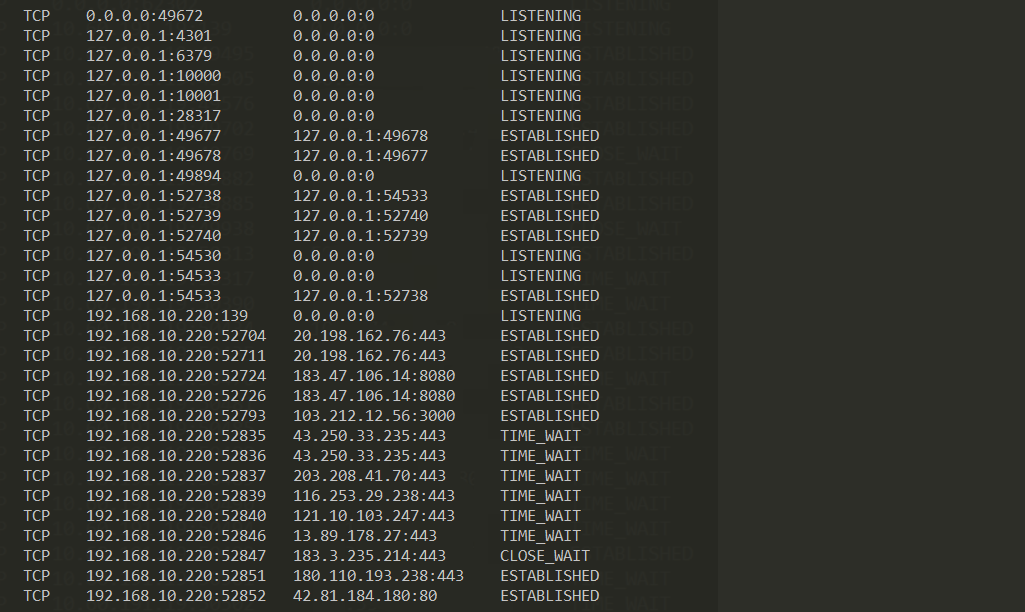 TCP 0.0.0.0:49672 0.0.0.0:0 LISTENING
TCP 127.0.0.1:4301 0.0.0.0:0 LISTENING
TCP 127.0.0.1:6379 0.0.0.0:0 LISTENING
TCP 127.0.0.1:10000 0.0.0.0:0 LISTENING
TCP 127.0.0.1:10001 0.0.0.0:0 LISTENING
TCP 127.0.0.1:28317 0.0.0.0:0 LISTENING
TCP 127.0.0.1:49677 127.0.0.1:49678 ESTABLISHED
TCP 127.0.0.1:49678 127.0.0.1:49677 ESTABLISHED
TCP 127.0.0.1:49894 0.0.0.0:0 LISTENING
TCP 127.0.0.1:52738 127.0.0.1:54533 ESTABLISHED
TCP 127.0.0.1:52739 127.0.0.1:52740 ESTABLISHED
TCP 127.0.0.1:52740 127.0.0.1:52739 ESTABLISHED
TCP 127.0.0.1:54530 0.0.0.0:0 LISTENING
TCP 127.0.0.1:54533 0.0.0.0:0 LISTENING
TCP 127.0.0.1:54533 127.0.0.1:52738 ESTABLISHED
TCP 192.168.10.220:139 0.0.0.0:0 LISTENING
TCP 192.168.10.220:52704 20.198.162.76:443 ESTABLISHED
TCP 192.168.10.220:52711 20.198.162.76:443 ESTABLISHED
TCP 192.168.10.220:52724 183.47.106.14:8080 ESTABLISHED
TCP 192.168.10.220:52726 183.47.106.14:8080 ESTABLISHED
TCP 192.168.10.220:52793 103.212.12.56:3000 ESTABLISHED
TCP 192.168.10.220:52835 43.250.33.235:443 TIME_WAIT
TCP 192.168.10.220:52836 43.250.33.235:443 TIME_WAIT
TCP 192.168.10.220:52837 203.208.41.70:443 TIME_WAIT
TCP 192.168.10.220:52839 116.253.29.238:443 TIME_WAIT
TCP 192.168.10.220:52840 121.10.103.247:443 TIME_WAIT
TCP 192.168.10.220:52846 13.89.178.27:443 TIME_WAIT
TCP 192.168.10.220:52847 183.3.235.214:443 CLOSE_WAIT
TCP 192.168.10.220:52851 180.110.193.238:443 ESTABLISHED
TCP 192.168.10.220:52852 42.81.184.180:80 ESTABLISHED